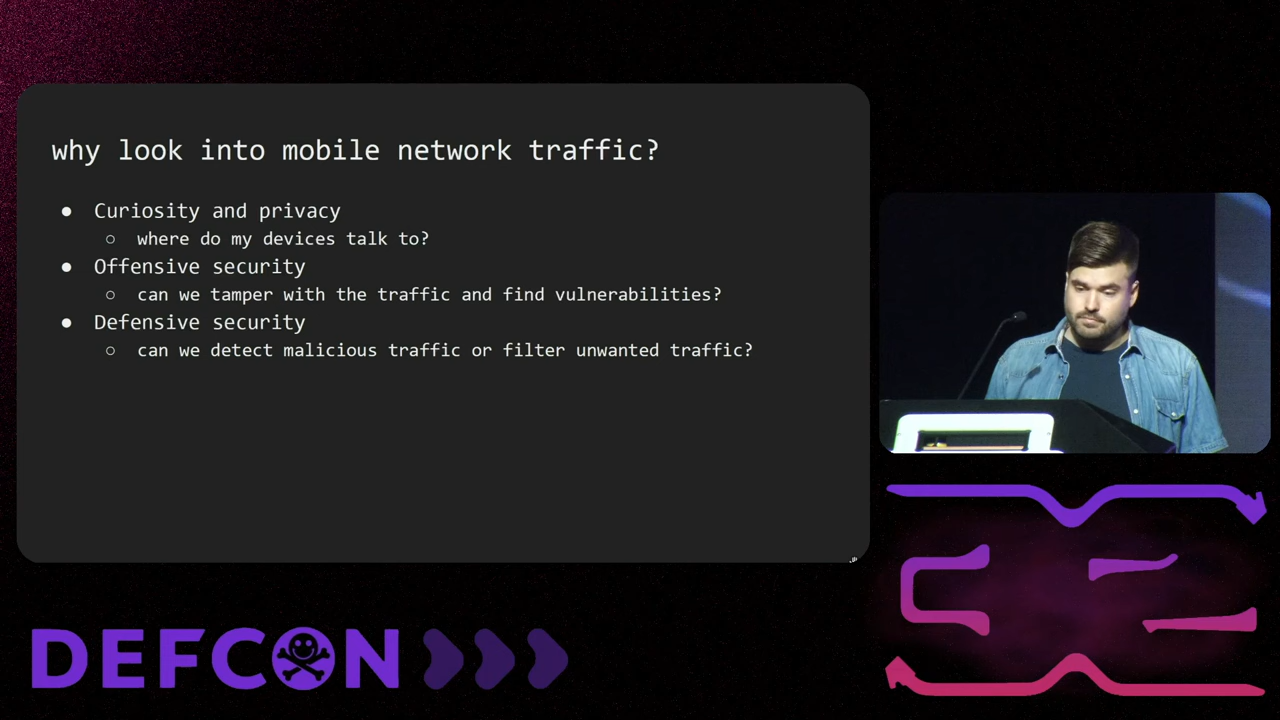 why look into mobile network traffic?
● Curiosity and privacy
○ where do my devices talk to?
● Offensive security
○ can we tamper with the traffic and find vulnerabilities?
● Defensive security
○ can we detect malicious traffic or filter unwanted traffic?
DEFCON